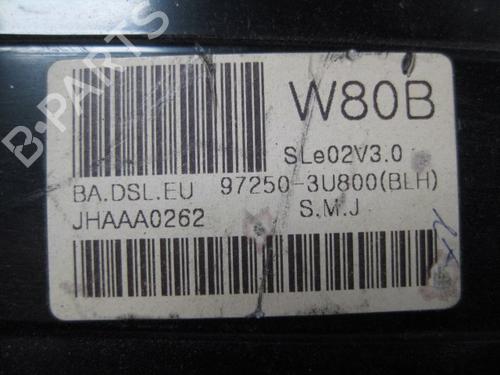 W80B
SLe02V3.0
BA.DSL.EU 97250-3U800(BLH)
JHAAA0262 S.M.J
B-PARTS